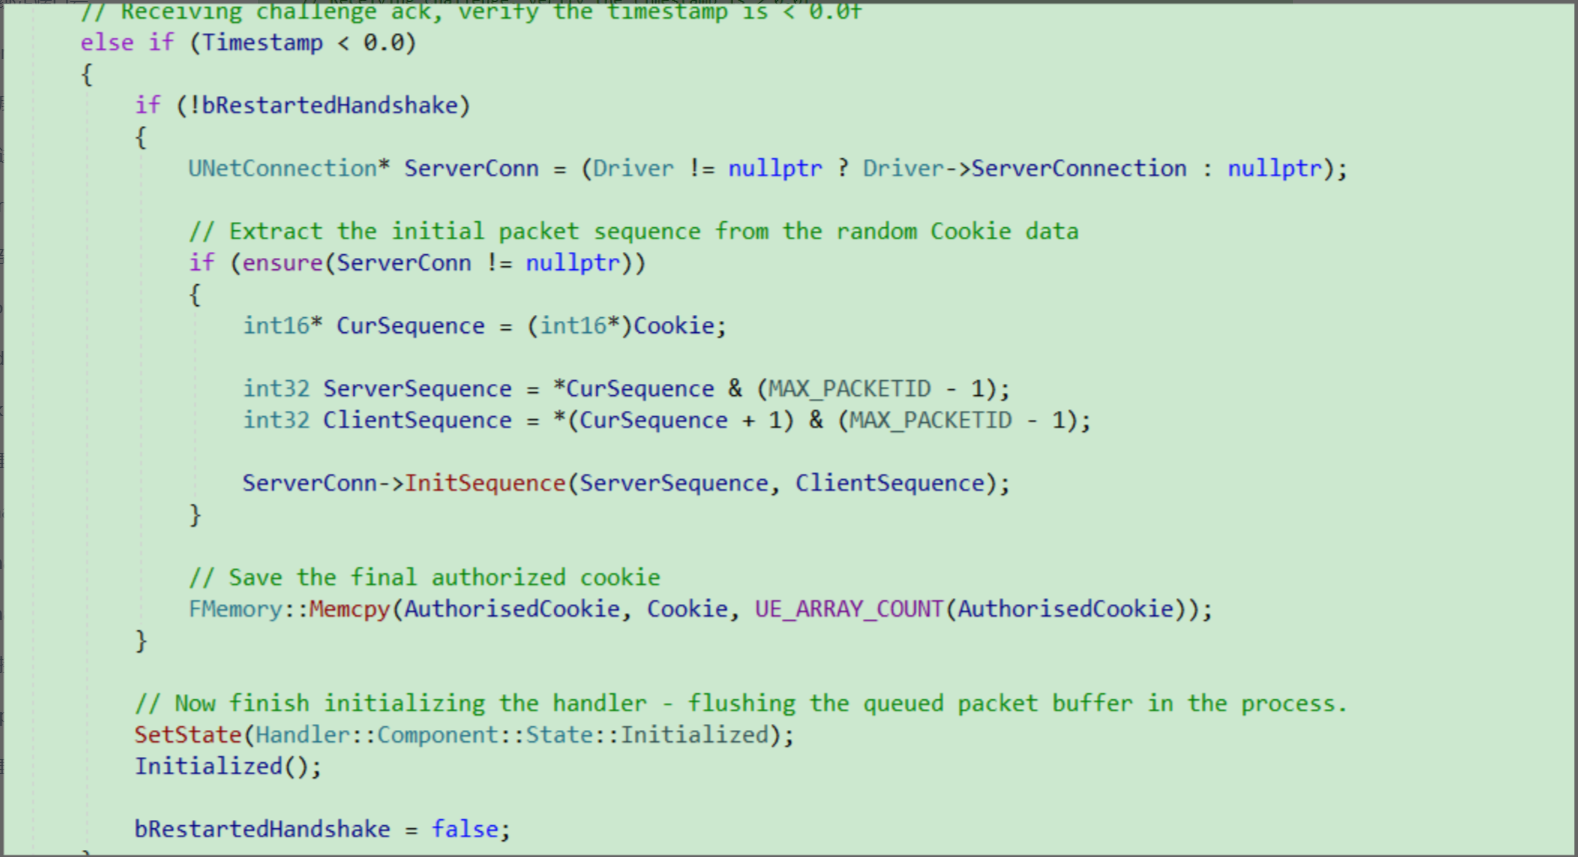 // Receiving challenge ack, verify the timestamp is < 0.0f
else if (Timestamp < 0.0)
{
if (!bRestartedHandshake)
{
UNetConnection* ServerConn = (Driver != nullptr ? Driver->ServerConnection : nullptr);
// Extract the initial packet sequence from the random Cookie data
if (ensure(ServerConn != nullptr))
{
int16* CurSequence = (int16*)Cookie;
int32 ServerSequence = *CurSequence & (MAX_PACKETID - 1);
int32 ClientSequence = *(CurSequence + 1) & (MAX_PACKETID - 1);
ServerConn->InitSequence(ServerSequence, ClientSequence);
}
// Save the final authorized cookie
FMemory::Memcpy(AuthorisedCookie, Cookie, UE_ARRAY_COUNT(AuthorisedCookie));
}
// Now finish initializing the handler - flushing the queued packet buffer in the process.
SetState(Handler::Component::State::Initialized);
Initialized();
bRestartedHandshake = false;